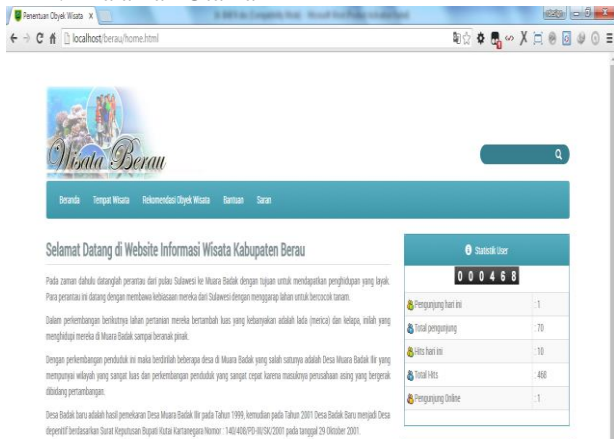 Penentuan Obyek Wisata
localhost/berau/home.html
Wisata Berau
Beranda Tempat Wisata Rekomendasi Obyek Wisata Bantuan Saran
Selamat Datang di Website Informasi Wisata Kabupaten Berau
Pada zaman dahulu datanglah perantau dari pulau Sulawesi ke Muara Badak dengan tujuan untuk mendapatkan penghidupan yang layak.
Para perantau ini datang dengan membawa kebiasaan mereka dari Sulawesi dengan menggarap lahan untuk bercocok tanam.
Dalam perkembangan berikutnya lahan pertanian mereka bertambah luas yang kebanyakan adalah lada (merica) dan kelapa, inilah yang
menghidupi mereka di Muara Badak sampai beranak pinak.
Dengan perkembangan penduduk ini maka berdirilah beberapa desa di Muara Badak yang salah satunya adalah Desa Muara Badak Ilir yang
mempunyai wilayah yang sangat luas dan perkembangan penduduk yang sangat cepat karena masuknya perusahaan asing yang bergerak
dibidang pertambangan.
Desa Badak baru adalah hasil pemekaran Desa Muara Badak Ilir pada Tahun 1999, kemudian pada Tahun 2001 Desa Badak Baru menjadi Desa
depenitif berdasarkan Surat Keputusan Bupati Kutai Kartanegara Nomor : 140/408/PD-III/SK/2001 pada tanggal 29 Oktober 2001.
Statistik User
000468
Pengunjung hari ini : 1
Total pengunjung : 70
Hits hari ini : 10
Total Hits : 468
Pengunjung Online : 1